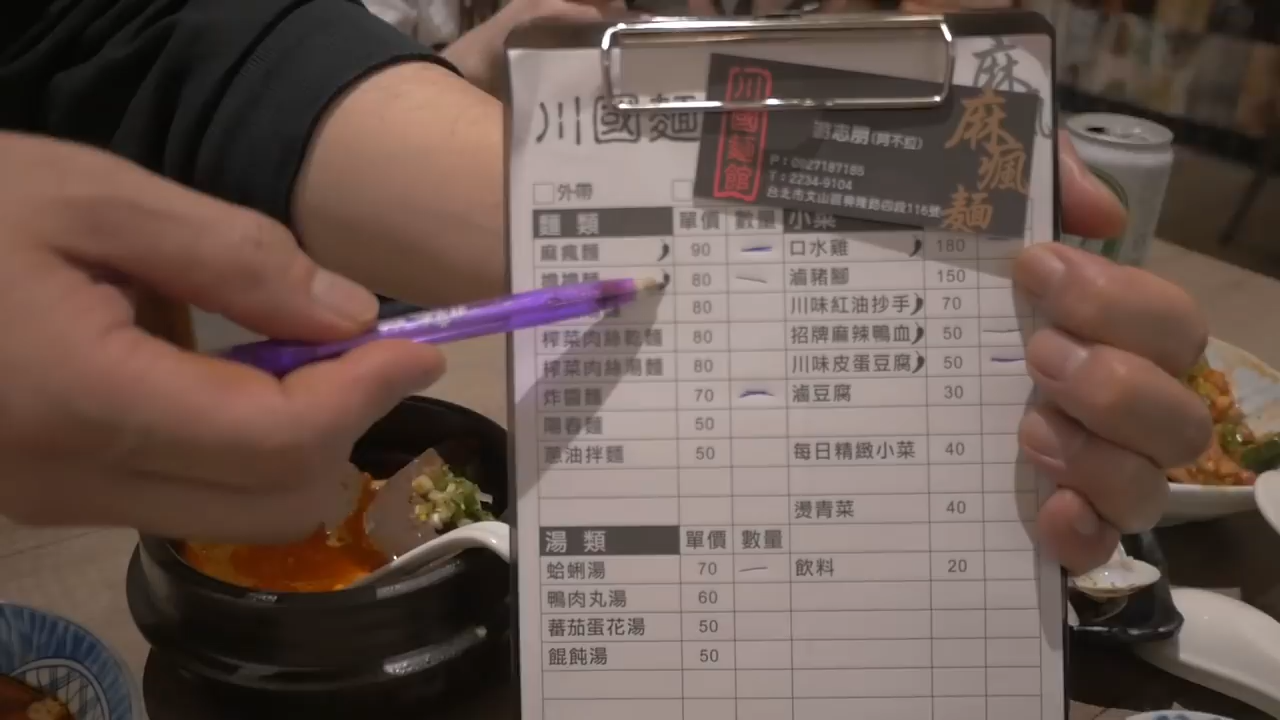 川國麵
川國麵館
志朋(阿不拉)
P:0927187185
T:2234-9104
台北市文山區興隆路四段116號
麻瘋麵
外帶
麵類 單價 數量 小菜
麻瘋麵 90 口水雞 180
80 滷豬腳 150
80 川味紅油抄手 70
榨菜肉絲乾麵 80 招牌麻辣鴨血 50
榨菜肉絲湯麵 80 川味皮蛋豆腐 50
炸醬麵 70 滷豆腐 30
陽春麵 50
蔥油拌麵 50 每日精緻小菜 40
燙青菜 40
湯類 單價 數量
蛤蜊湯 70 飲料 20
鴨肉丸湯 60
蕃茄蛋花湯 50
餛飩湯 50